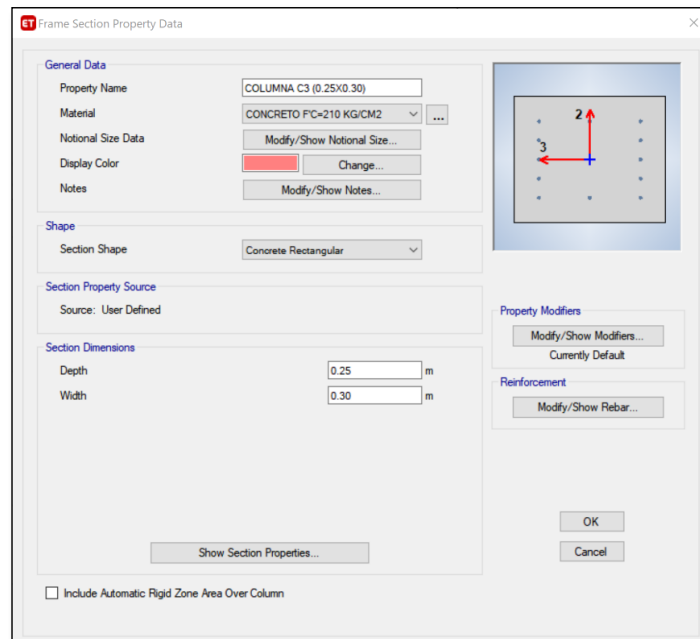 ET Frame Section Property Data
General Data
Property Name COLUMNA C3 (0.25X0.30)
Material CONCRETO F'C=210 KG/CM2 ...
Notional Size Data Modify/Show Notional Size...
Display Color Change...
Notes Modify/Show Notes...
2
3
Shape
Section Shape Concrete Rectangular
Section Property Source
Source: User Defined
Section Dimensions
Depth 0.25 m
Width 0.30 m
Show Section Properties...
Property Modifiers
Modify/Show Modifiers...
Currently Default
Reinforcement
Modify/Show Rebar...
OK
Cancel
Include Automatic Rigid Zone Area Over Column